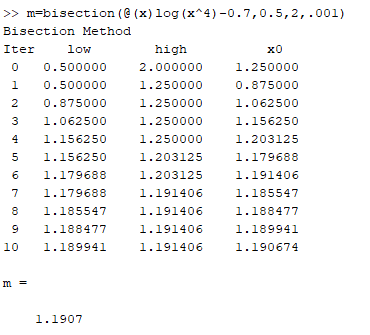 >> m=bisection(@(x)log(x^4)-0.7,0.5,2,.001)
Bisection Method
Iter low high x0
0 0.500000 2.000000 1.250000
1 0.500000 1.250000 0.875000
2 0.875000 1.250000 1.062500
3 1.062500 1.250000 1.156250
4 1.156250 1.250000 1.203125
5 1.156250 1.203125 1.179688
6 1.179688 1.203125 1.191406
7 1.179688 1.191406 1.185547
8 1.185547 1.191406 1.188477
9 1.188477 1.191406 1.189941
10 1.189941 1.191406 1.190674
m =
1.1907